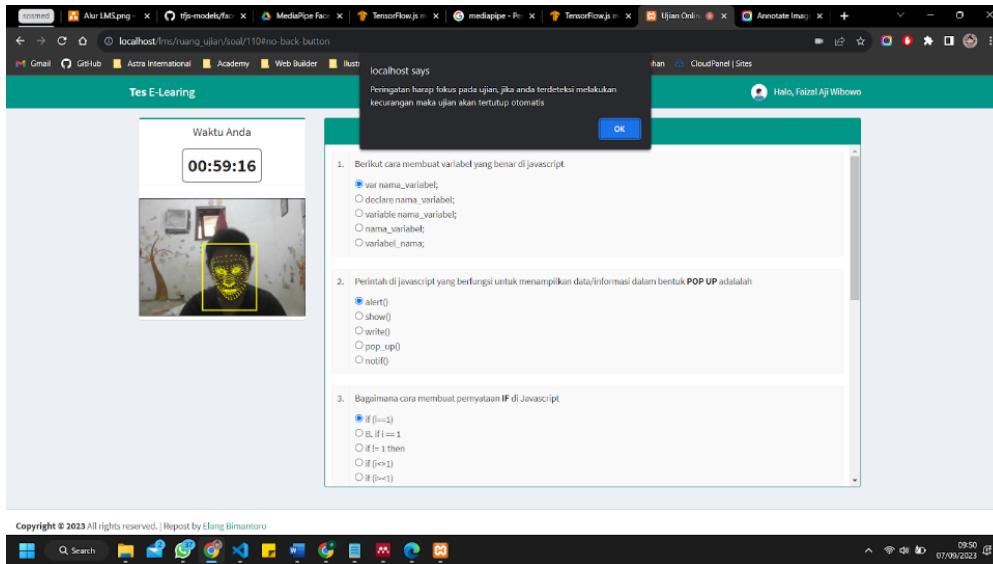 sosmed
Alur LMS.png -
tfjs-models/fac
MediaPipe Face
TensorFlow.js m
mediapipe - Pe
TensorFlow.js m
Ujian Onlin
Annotate Imag
localhost/lms/ruang_ujian/soal/110#no-back-button
Gmail
GitHub
Astra International
Academy
Web Builder
CloudPanel | Sites
localhost says
Peringatan harap fokus pada ujian, jika anda terdeteksi melakukan
kecurangan maka ujian akan tertutup otomatis
OK
Tes E-Learing
Halo, Faizal Aji Wibowo
Waktu Anda
00:59:16
1. Berikut cara membuat variabel yang benar di javascript
var nama_variabel;
declare nama_variabel;
variable nama_variabel;
nama_variabel;
variabel_nama;
2. Perintah di javascript yang berfungsi untuk menampilkan data/informasi dalam bentuk POP UP adalalah
alert()
show()
write()
pop_up()
notif()
3. Bagaimana cara membuat pernyataan IF di Javascript
if (i==1)
B. if i == 1
if != 1 then
if (i<>1)
if (i><1)
Copyright © 2023 All rights reserved. | Repost by Elang Bimantoro
Search
09:50
07/09/2023